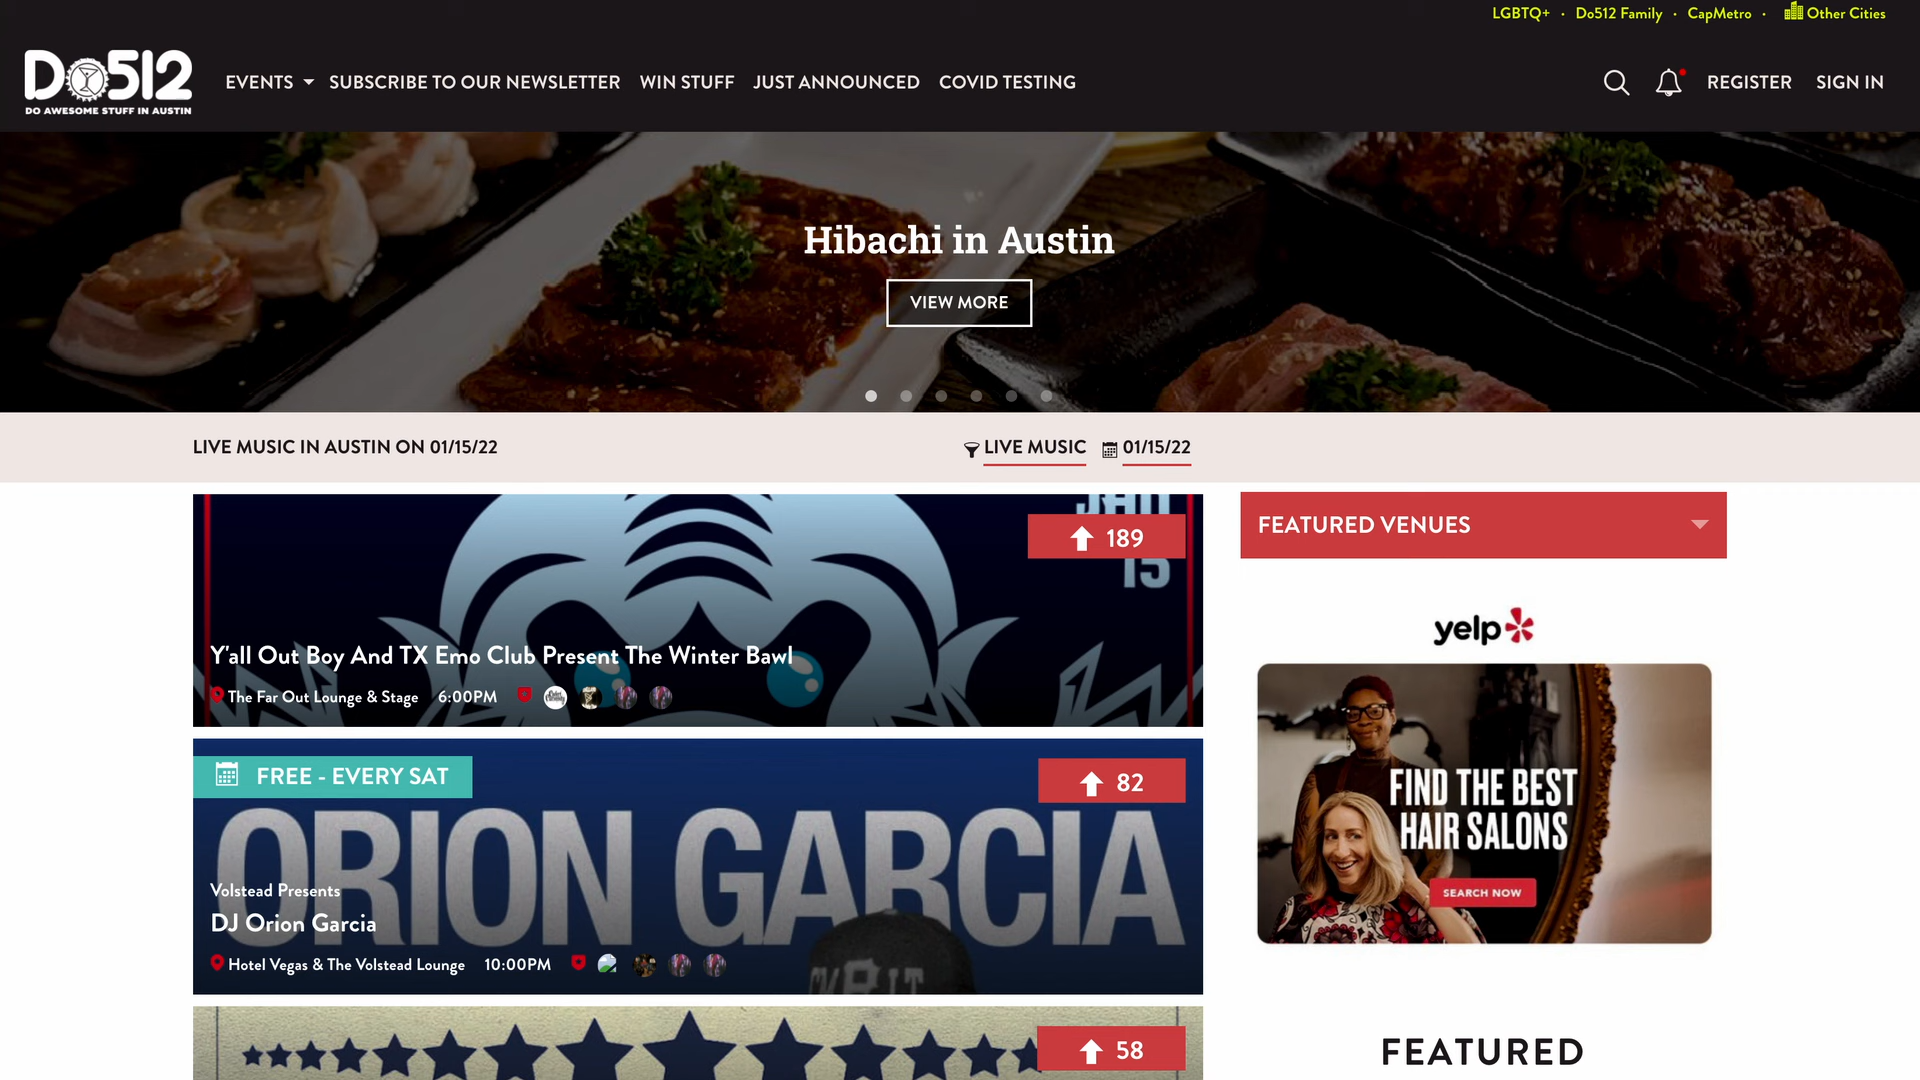 LGBTQ+ • Do512 Family • CapMetro • Other Cities
Do512
DO AWESOME STUFF IN AUSTIN
EVENTS SUBSCRIBE TO OUR NEWSLETTER WIN STUFF JUST ANNOUNCED COVID TESTING REGISTER SIGN IN
Hibachi in Austin
VIEW MORE
LIVE MUSIC IN AUSTIN ON 01/15/22
LIVE MUSIC 01/15/22
189
Y'all Out Boy And TX Emo Club Present The Winter Bawl
The Far Out Lounge & Stage 6:00PM
FREE - EVERY SAT
82
ORION GARCIA
Volstead Presents
DJ Orion Garcia
Hotel Vegas & The Volstead Lounge 10:00PM
58
FEATURED VENUES
yelp
FIND THE BEST
HAIR SALONS
SEARCH NOW
FEATURED